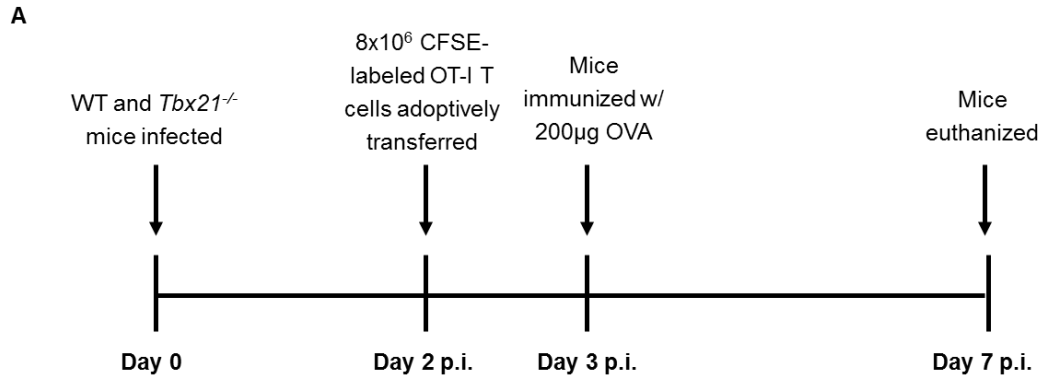 A
WT and Tbx21-/-
mice infected
8x10⁶ CFSE-
labeled OT-I T
cells adoptively
transferred
Mice
immunized w/
200µg OVA
Mice
euthanized
Day 0
Day 2 p.i.
Day 3 p.i.
Day 7 p.i.